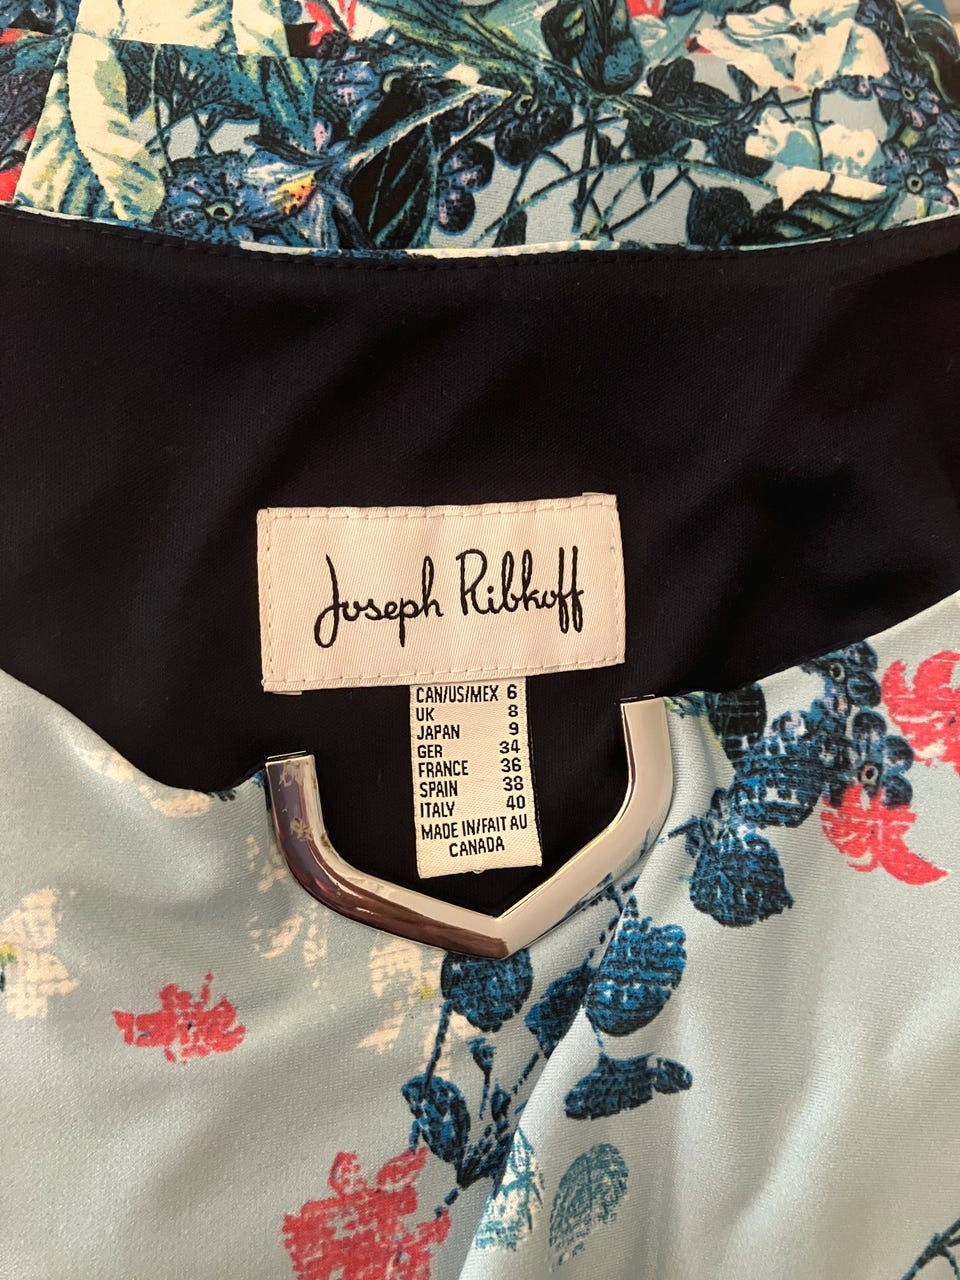 Joseph Ribkoff
CAN/US/MEX 6
UK 8
JAPAN 9
GER 34
FRANCE 36
SPAIN 38
ITALY 40
MADE IN/FAIT AU
CANADA